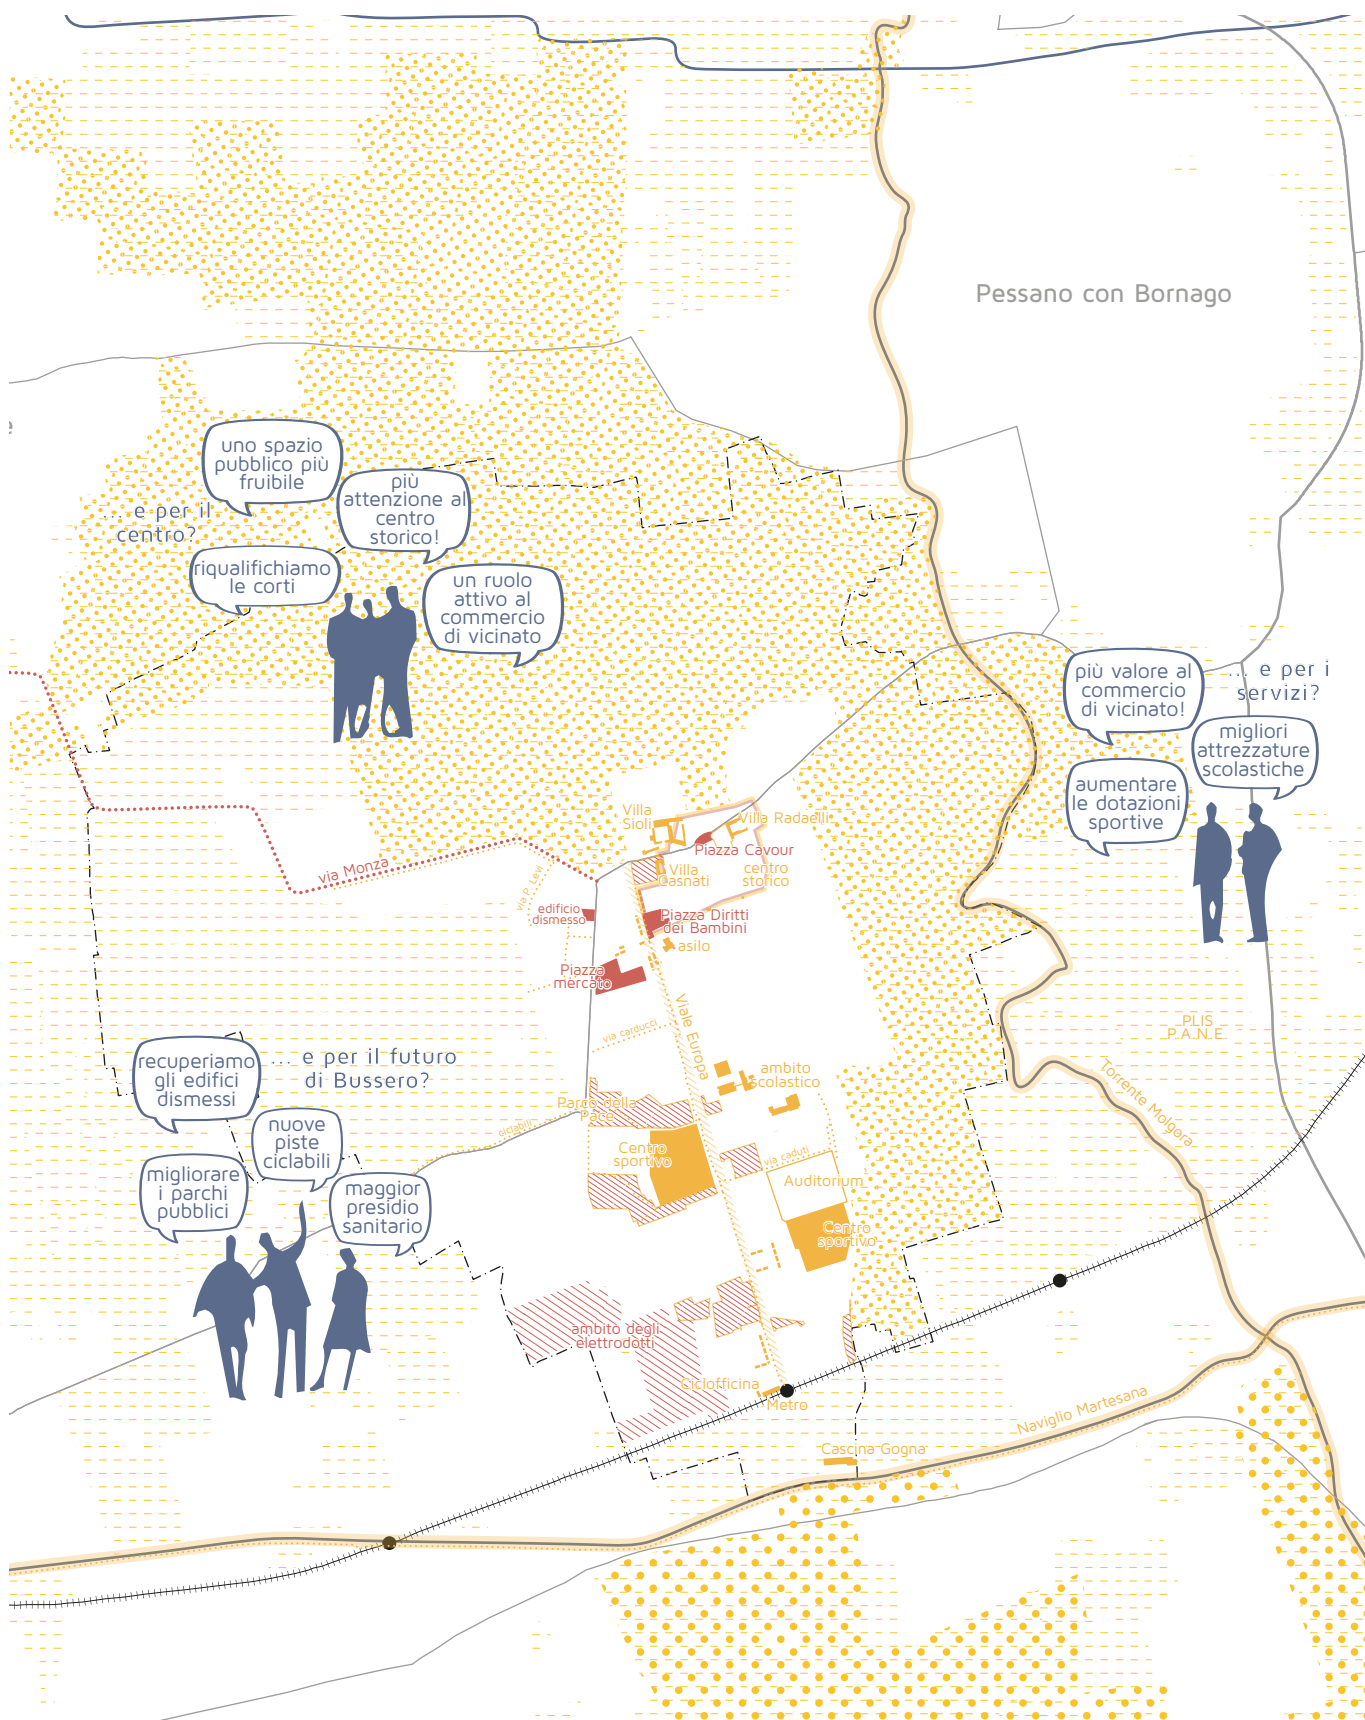 Pessano con Bornago
uno spazio
pubblico più
fruibile
... e per il
centro?
più
attenzione al
centro
storico!
riqualifichiamo
le corti
un ruolo
attivo al
commercio
di vicinato
più valore al
commercio
di vicinato!
... e per i
servizi?
migliori
attrezzature
scolastiche
aumentare
le dotazioni
sportive
Villa
Sioli
Villa Radaelli
Piazza Cavour
via Monza
Villa
Casnati
centro
storico
via P. Levi
edificio
dismesso
Piazza Diritti
dei Bambini
asilo
Piazza
mercato
Viale Europa
via carducci
PLIS
P.A.N.E
recuperiamo
gli edifici
dismessi
... e per il futuro
di Bussero?
ambito
scolastico
Torrente Molgora
Parco della
Pace
nuove
piste
ciclabili
ciclabili
Centro
sportivo
via caduti
migliorare
i parchi
pubblici
maggior
presidio
sanitario
Auditorium
Centro
sportivo
ambito degli
elettrodotti
Ciclofficina
Metro
Naviglio Martesana
Cascina Gogna